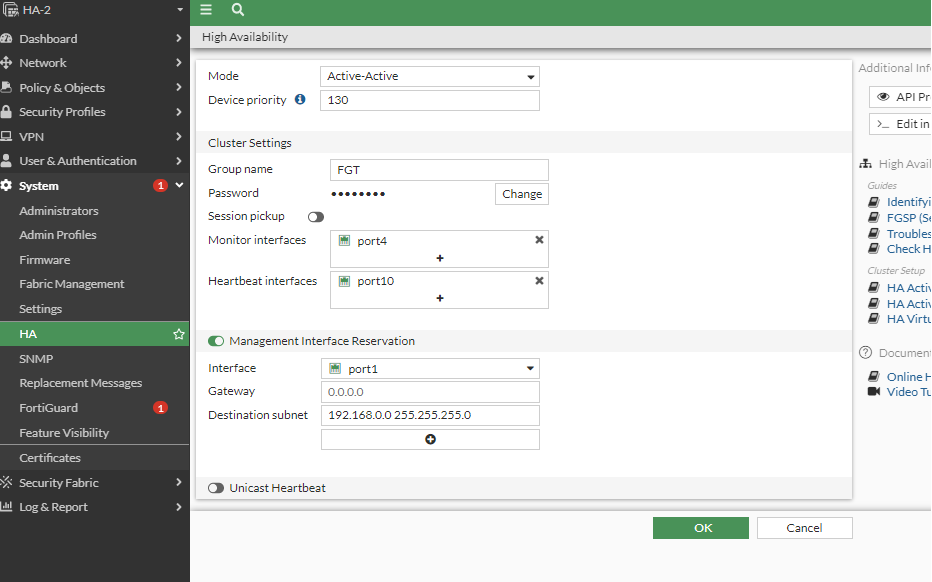 HA-2
Dashboard
Network
Policy & Objects
Security Profiles
VPN
User & Authentication
System 1
Administrators
Admin Profiles
Firmware
Fabric Management
Settings
HA
SNMP
Replacement Messages
FortiGuard 1
Feature Visibility
Certificates
Security Fabric
Log & Report
High Availability
Mode Active-Active
Device priority 130
Cluster Settings
Group name FGT
Password •••••••• Change
Session pickup
Monitor interfaces port4
Heartbeat interfaces port10
Management Interface Reservation
Interface port1
Gateway 0.0.0.0
Destination subnet 192.168.0.0 255.255.255.0
Unicast Heartbeat
OK Cancel
Additional Inf
API Pr
>_ Edit in
High Avail
Guides
Identifyi
FGSP (Se
Troubles
Check H
Cluster Setup
HA Activ
HA Activ
HA Virtu
Document
Online H
Video Tu